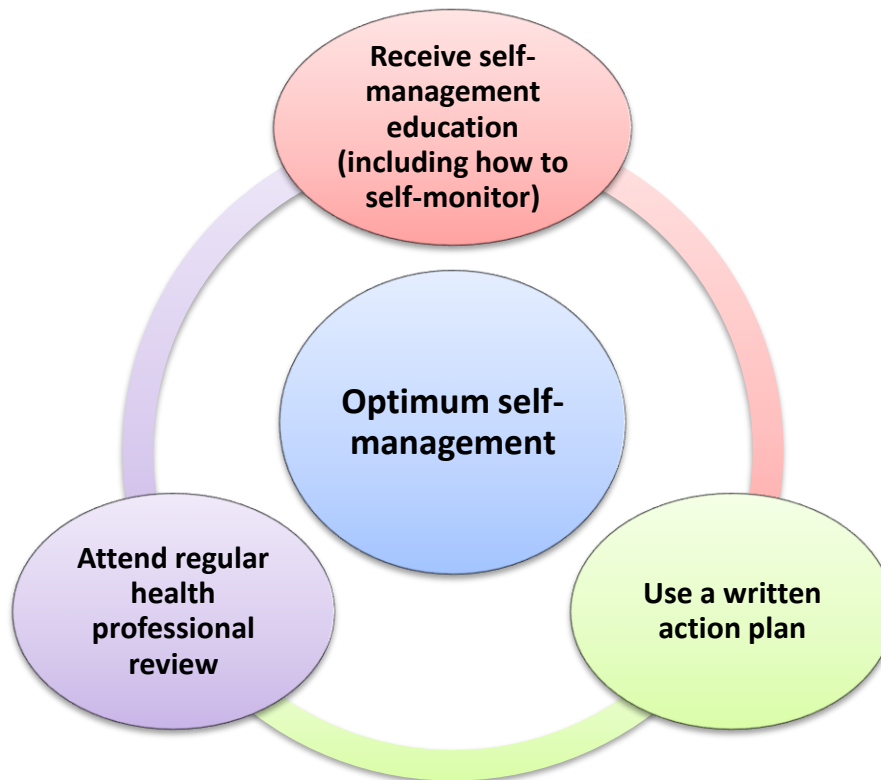 Receive self-
management
education
(including how to
self-monitor)
Optimum self-
management
Attend regular
health
professional
review
Use a written
action plan